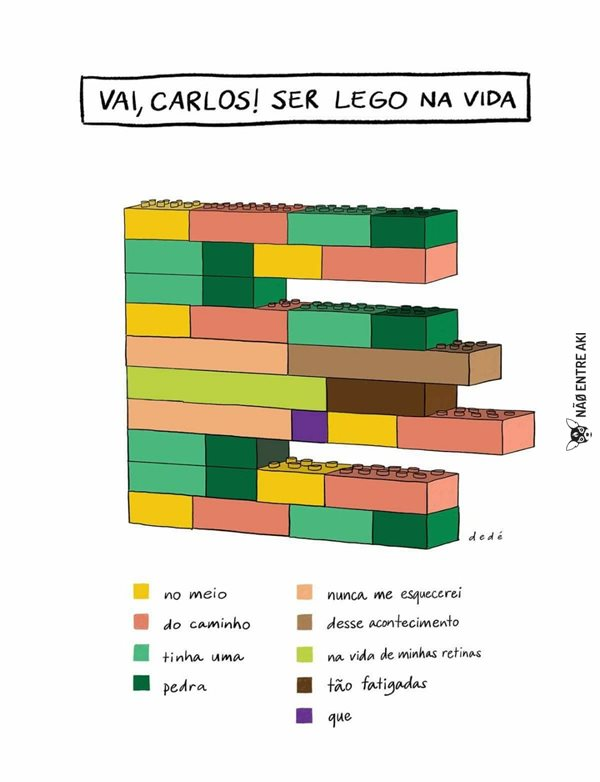 VAI, CARLOS! SER LEGO NA VIDA
NÃO ENTRE AKI
dedé
no meio
do caminho
tinha uma
pedra
nunca me esquecerei
desse acontecimento
na vida de minhas retinas
tão fatigadas
que